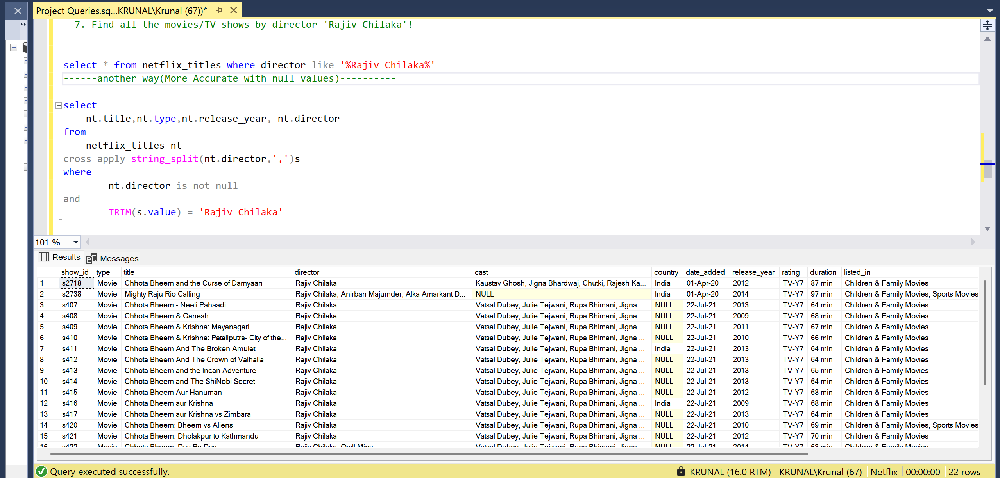 Project Queries.sq...KRUNAL\Krunal (67))*
--7. Find all the movies/TV shows by director 'Rajiv Chilaka'!
select * from netflix_titles where director like '%Rajiv Chilaka%'
------another way(More Accurate with null values)----------
select
nt.title,nt.type,nt.release_year, nt.director
from
netflix_titles nt
cross apply string_split(nt.director,',')s
where
nt.director is not null
and
TRIM(s.value) = 'Rajiv Chilaka'
101 %
Results Messages
show_id type title director cast country date_added release_year rating duration listed_in
1 s2718 Movie Chhota Bheem and the Curse of Damyaan Rajiv Chilaka Kaustav Ghosh, Jigna Bhardwaj, Chutki, Rajesh Ka... India 01-Apr-20 2012 TV-Y7 87 min Children & Family Movies
2 s2738 Movie Mighty Raju Rio Calling Rajiv Chilaka, Anirban Majumder, Alka Amarkant D... NULL India 01-Apr-20 2014 TV-Y7 97 min Children & Family Movies, Sports Movies
3 s407 Movie Chhota Bheem - Neeli Pahaadi Rajiv Chilaka Vatsal Dubey, Julie Tejwani, Rupa Bhimani, Jigna ... NULL 22-Jul-21 2013 TV-Y7 64 min Children & Family Movies
4 s408 Movie Chhota Bheem & Ganesh Rajiv Chilaka Vatsal Dubey, Julie Tejwani, Rupa Bhimani, Jigna ... NULL 22-Jul-21 2009 TV-Y7 68 min Children & Family Movies
5 s409 Movie Chhota Bheem & Krishna: Mayanagari Rajiv Chilaka Vatsal Dubey, Julie Tejwani, Rupa Bhimani, Jigna ... NULL 22-Jul-21 2011 TV-Y7 67 min Children & Family Movies
6 s410 Movie Chhota Bheem & Krishna: Pataliputra- City of the... Rajiv Chilaka Vatsal Dubey, Julie Tejwani, Rupa Bhimani, Jigna ... NULL 22-Jul-21 2010 TV-Y7 66 min Children & Family Movies
7 s411 Movie Chhota Bheem And The Broken Amulet Rajiv Chilaka Vatsal Dubey, Julie Tejwani, Rupa Bhimani, Jigna ... India 22-Jul-21 2013 TV-Y7 64 min Children & Family Movies
8 s412 Movie Chhota Bheem And The Crown of Valhalla Rajiv Chilaka Vatsal Dubey, Julie Tejwani, Rupa Bhimani, Jigna ... NULL 22-Jul-21 2013 TV-Y7 64 min Children & Family Movies
9 s413 Movie Chhota Bheem and the Incan Adventure Rajiv Chilaka Vatsal Dubey, Julie Tejwani, Rupa Bhimani, Jigna ... NULL 22-Jul-21 2013 TV-Y7 65 min Children & Family Movies
10 s414 Movie Chhota Bheem and The ShiNobi Secret Rajiv Chilaka Vatsal Dubey, Julie Tejwani, Rupa Bhimani, Jigna ... NULL 22-Jul-21 2013 TV-Y7 64 min Children & Family Movies
11 s415 Movie Chhota Bheem Aur Hanuman Rajiv Chilaka Vatsal Dubey, Julie Tejwani, Rupa Bhimani, Jigna ... NULL 22-Jul-21 2012 TV-Y7 68 min Children & Family Movies
12 s416 Movie Chhota Bheem aur Krishna Rajiv Chilaka Vatsal Dubey, Julie Tejwani, Rupa Bhimani, Jigna ... India 22-Jul-21 2009 TV-Y7 68 min Children & Family Movies
13 s417 Movie Chhota Bheem aur Krishna vs Zimbara Rajiv Chilaka Vatsal Dubey, Julie Tejwani, Rupa Bhimani, Jigna ... NULL 22-Jul-21 2013 TV-Y7 64 min Children & Family Movies
14 s420 Movie Chhota Bheem: Bheem vs Aliens Rajiv Chilaka Vatsal Dubey, Julie Tejwani, Rupa Bhimani, Jigna ... NULL 22-Jul-21 2010 TV-Y7 69 min Children & Family Movies, Sports Movies
15 s421 Movie Chhota Bheem: Dholakpur to Kathmandu Rajiv Chilaka Vatsal Dubey, Julie Tejwani, Rupa Bhimani, Jigna ... NULL 22-Jul-21 2012 TV-Y7 70 min Children & Family Movies
16 s422 Movie Chhota Bheem: Rajiv Chilaka, Vatsal Dubey, Julie Tejwani, Rupa Bhimani, Jigna NULL 22-Jul-21 2014 TV-Y7 63 min Children & Family Movies
Query executed successfully. KRUNAL (16.0 RTM) KRUNAL\Krunal (67) Netflix 00:00:00 22 rows